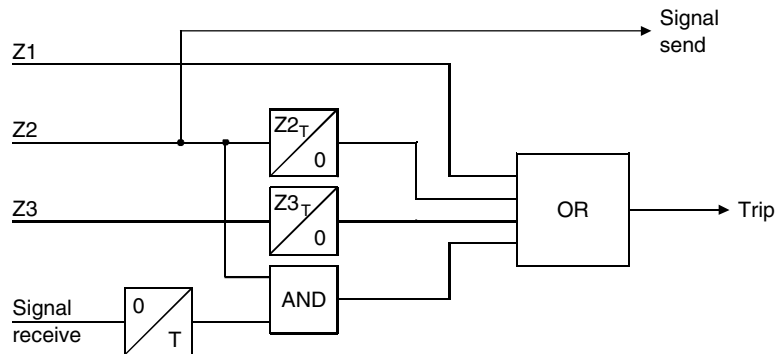 Signal
send
Z1
Z2
Z2T
0
Z3
Z3T
0
OR
Trip
AND
Signal
receive
0
T